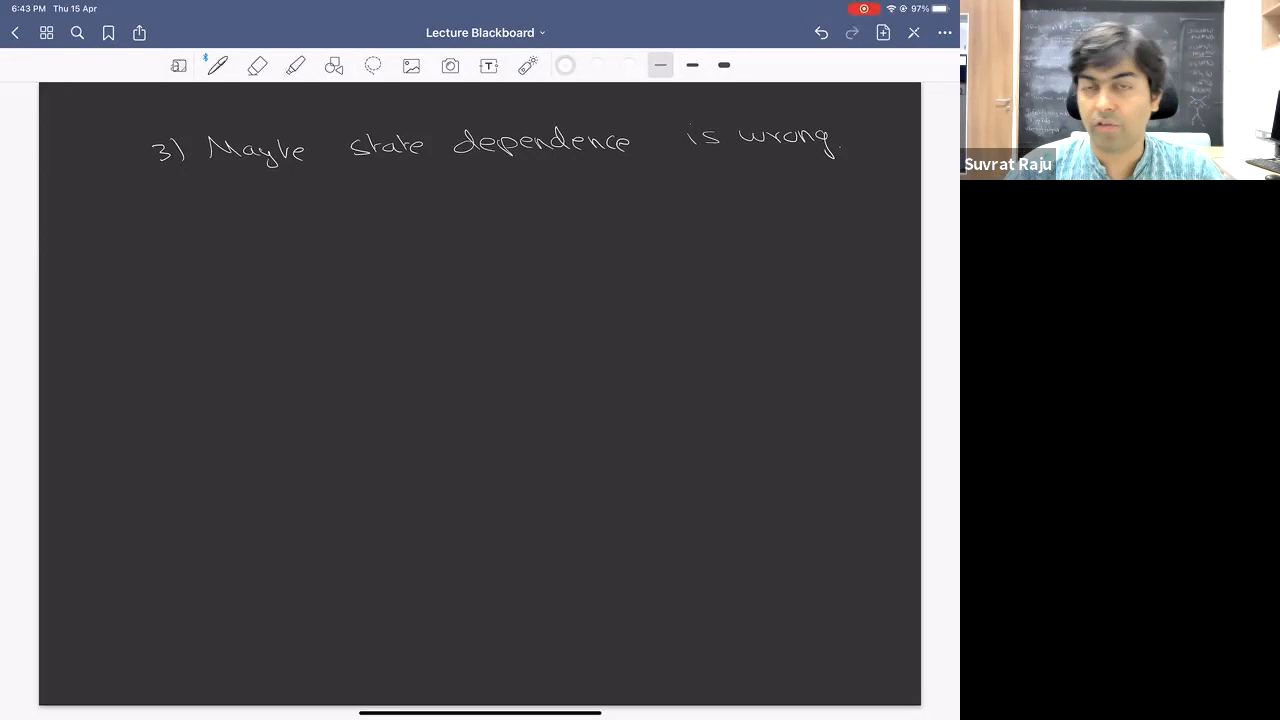 6:43 PM Thu 15 Apr
97%
Lecture Blackboard
T
3) Maybe state dependence is wrong.
Suvrat Raju